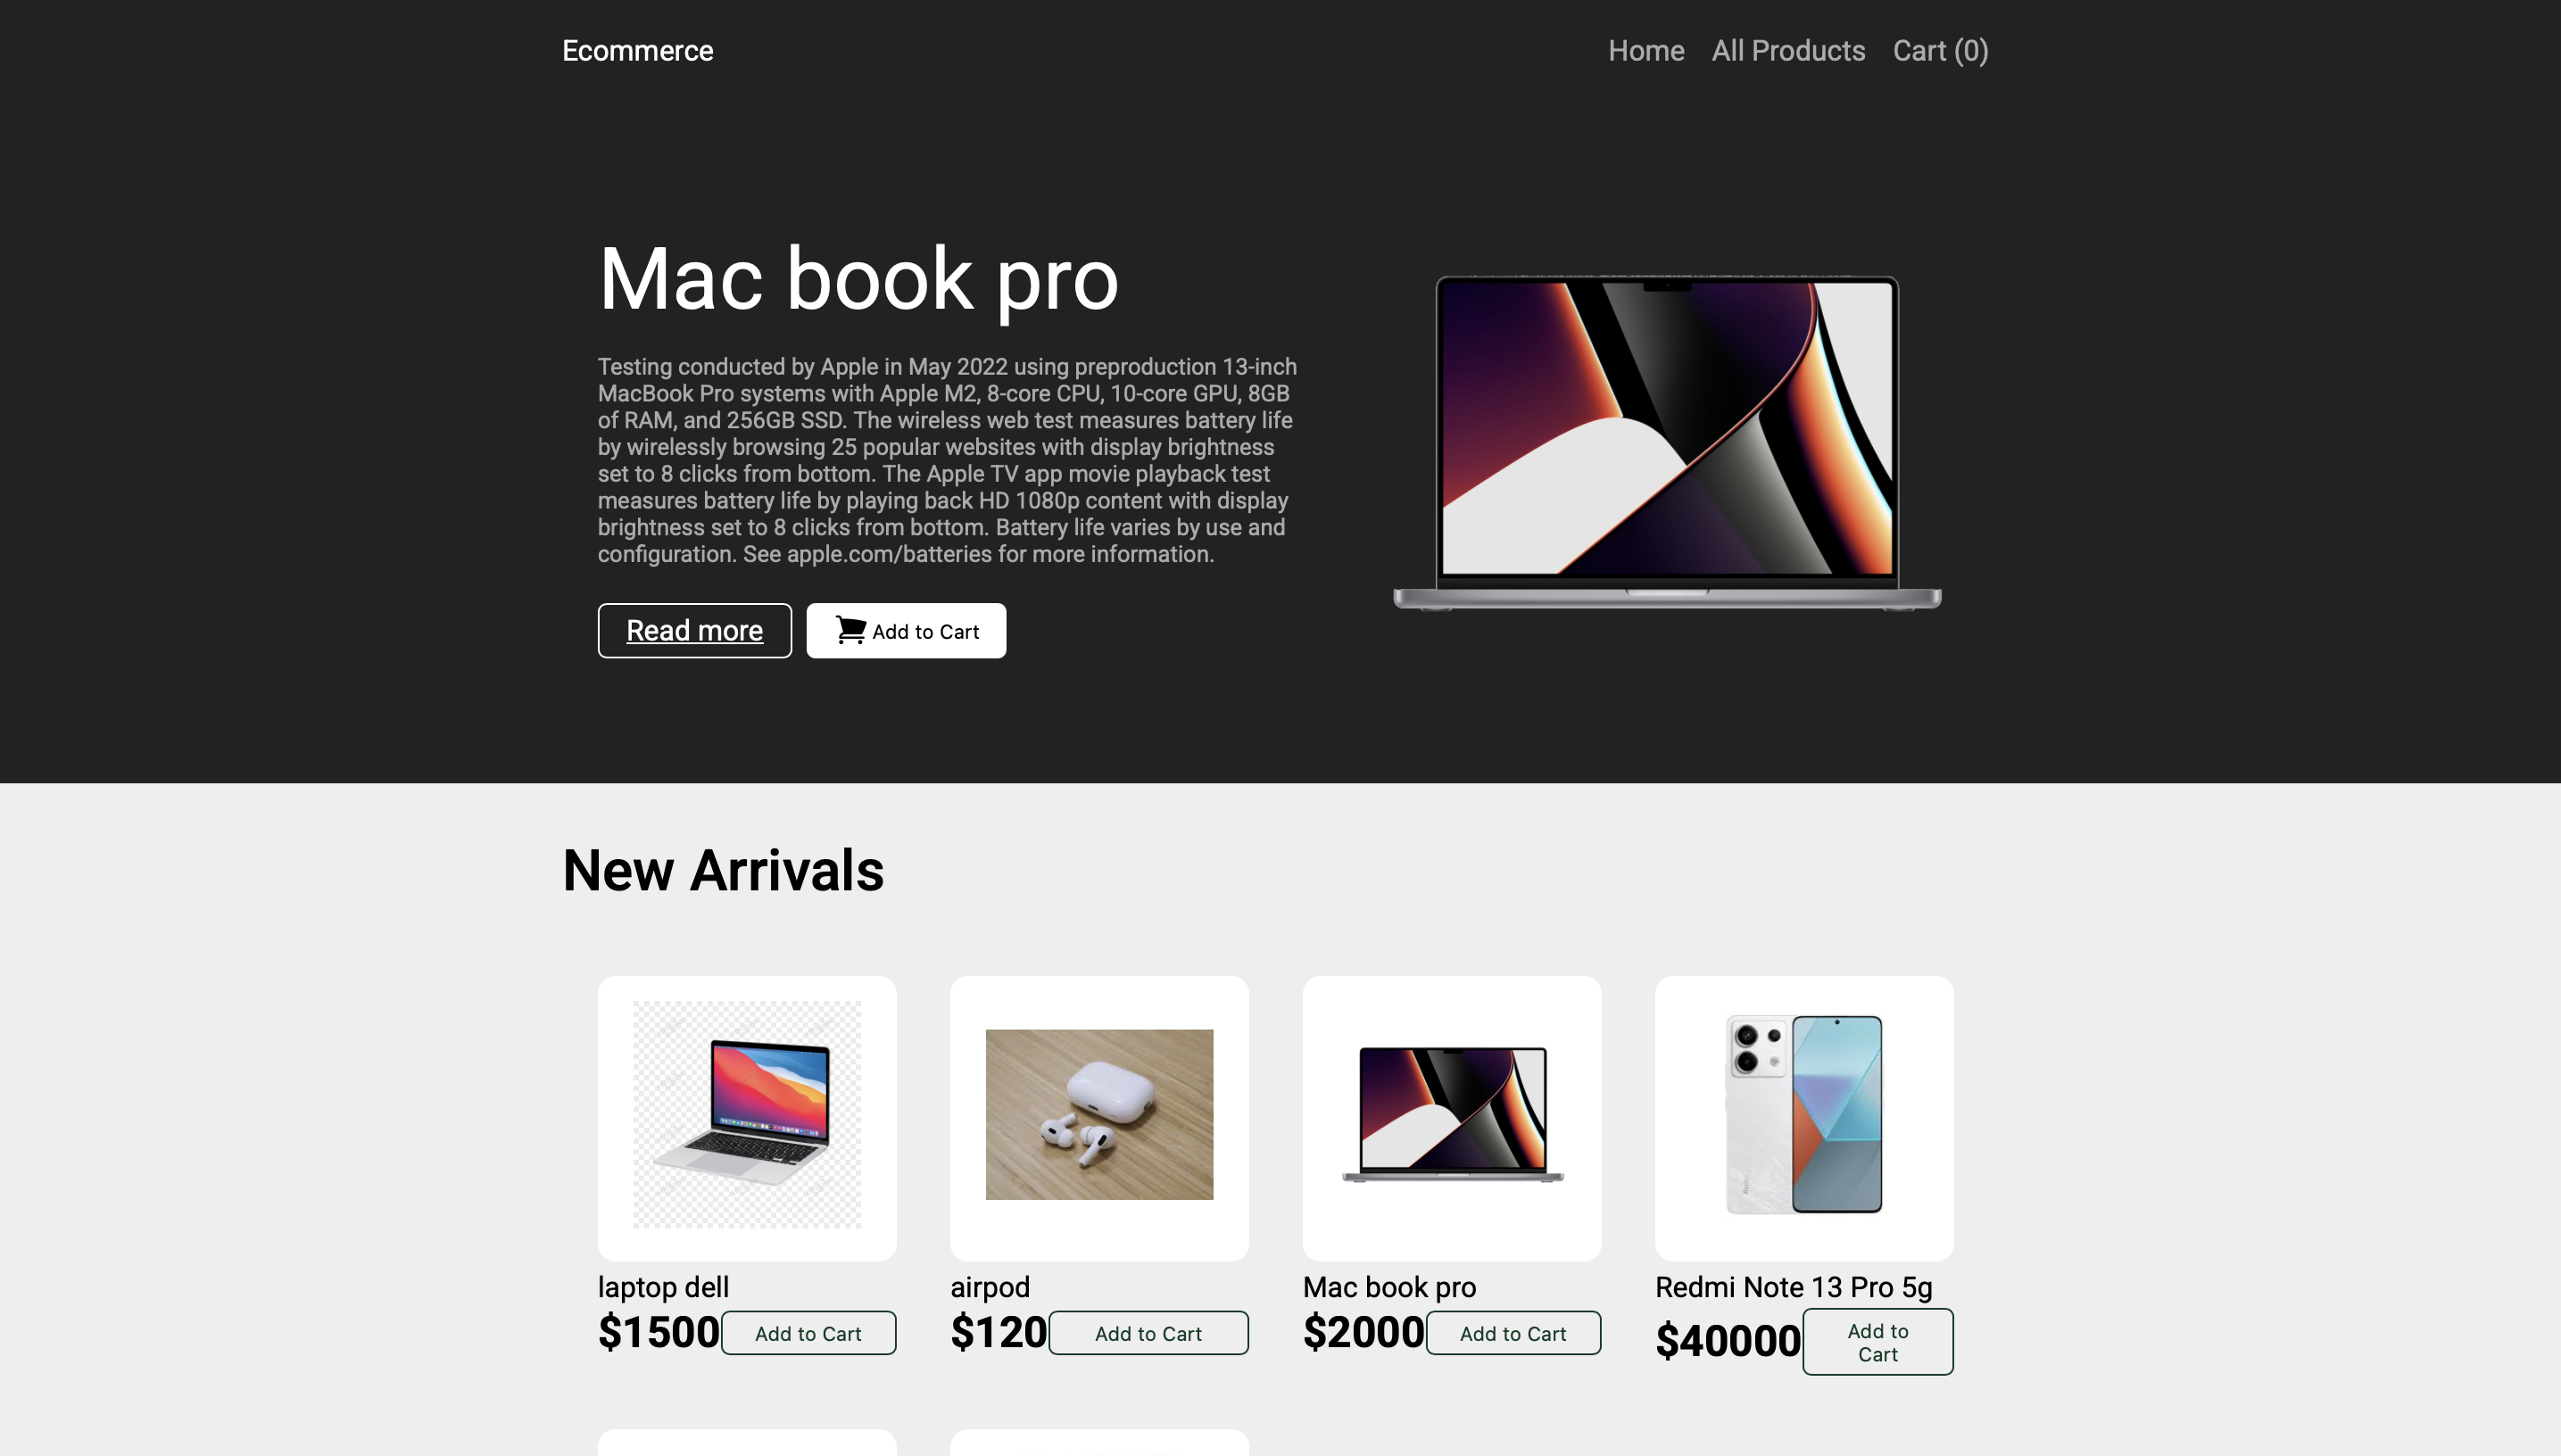 Ecommerce
Home All Products Cart (0)
Mac book pro
Testing conducted by Apple in May 2022 using preproduction 13-inch
MacBook Pro systems with Apple M2, 8-core CPU, 10-core GPU, 8GB
of RAM, and 256GB SSD. The wireless web test measures battery life
by wirelessly browsing 25 popular websites with display brightness
set to 8 clicks from bottom. The Apple TV app movie playback test
measures battery life by playing back HD 1080p content with display
brightness set to 8 clicks from bottom. Battery life varies by use and
configuration. See apple.com/batteries for more information.
Read more
Add to Cart
New Arrivals
laptop dell
$1500 Add to Cart
airpod
$120 Add to Cart
Mac book pro
$2000 Add to Cart
Redmi Note 13 Pro 5g
$40000 Add to
Cart